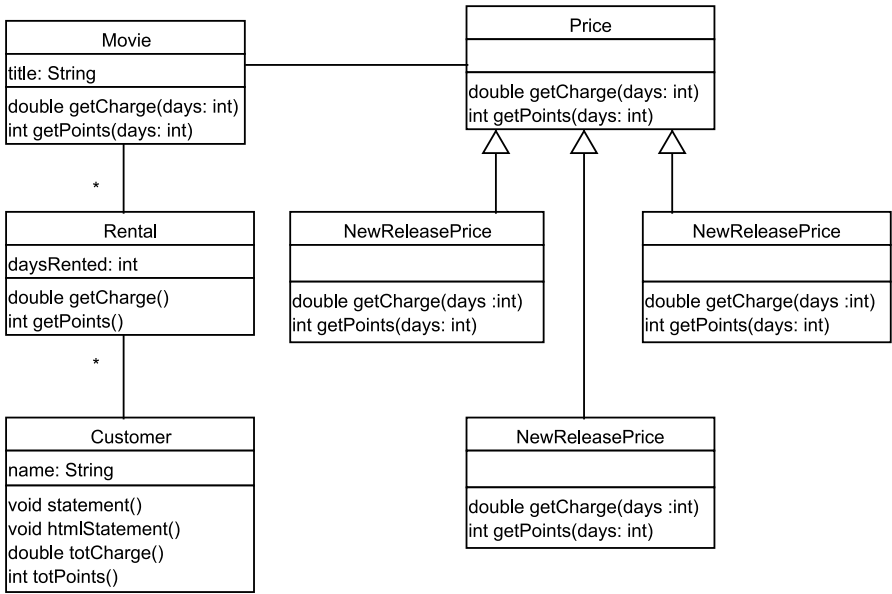 Movie
title: String
double getCharge(days: int)
int getPoints(days: int)
Price
double getCharge(days: int)
int getPoints(days: int)
*
Rental
daysRented: int
double getCharge()
int getPoints()
NewReleasePrice
double getCharge(days :int)
int getPoints(days: int)
NewReleasePrice
double getCharge(days :int)
int getPoints(days: int)
*
Customer
name: String
void statement()
void htmlStatement()
double totCharge()
int totPoints()
NewReleasePrice
double getCharge(days :int)
int getPoints(days: int)